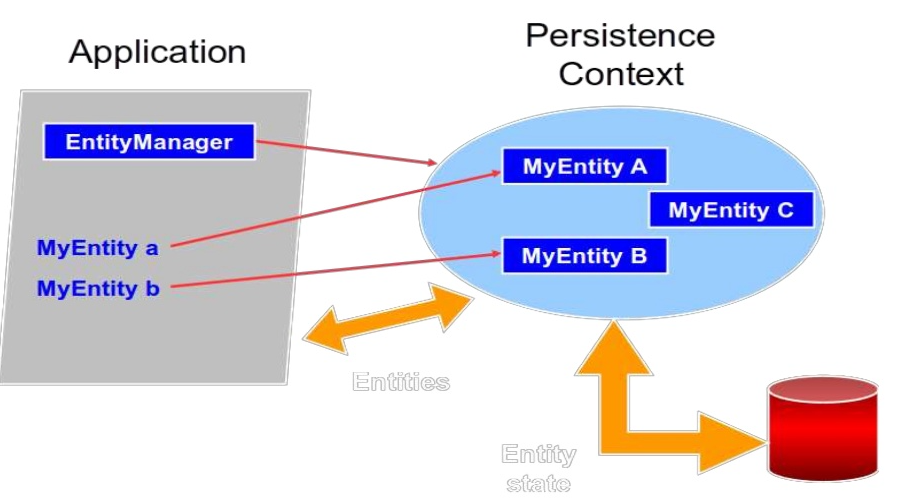 Application
Persistence
Context
EntityManager
MyEntity A
MyEntity C
MyEntity a
MyEntity B
MyEntity b
Entities
Entity
state